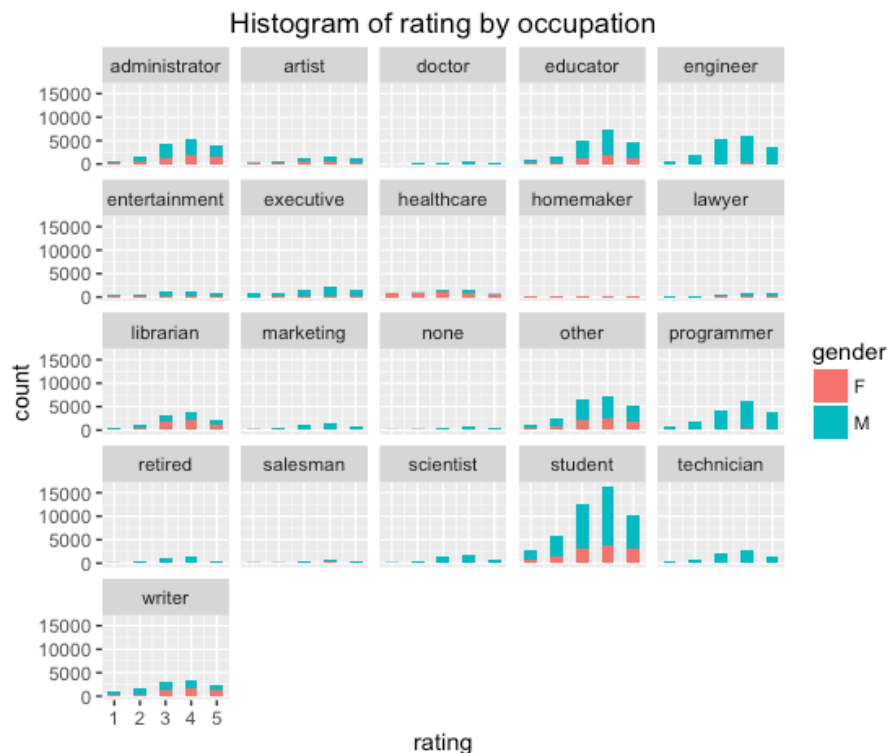 Histogram of rating by occupation
administrator artist doctor educator engineer
15000
10000
5000
0
entertainment executive healthcare homemaker lawyer
15000
10000
5000
0
librarian marketing none other programmer
15000
10000
5000
0
retired salesman scientist student technician
15000
10000
5000
0
writer
15000
10000
5000
0
1 2 3 4 5
rating
count
gender
F
M